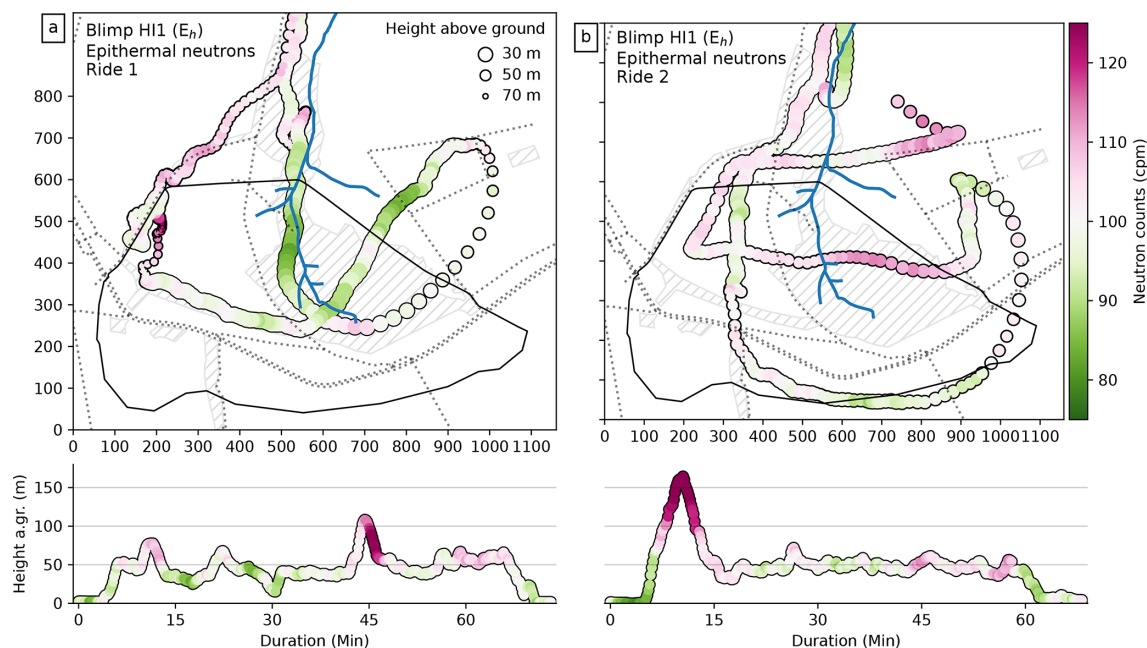 a
Blimp HI1 (Eₕ)
Epithermal neutrons
Ride 1
Height above ground
30 m
50 m
70 m
800
700
600
500
400
300
200
100
0
0 100 200 300 400 500 600 700 800 900 1000
b
Blimp HI1 (Eₕ)
Epithermal neutrons
Ride 2
0 100 200 300 400 500 600 700 800 900 1000 1100
120
110
100
90
80
Neutron counts (cpm)
Height a.gr. (m)
150
100
50
0
0 15 30 45 60
Duration (Min)
0 15 30 45 60
Duration (Min)